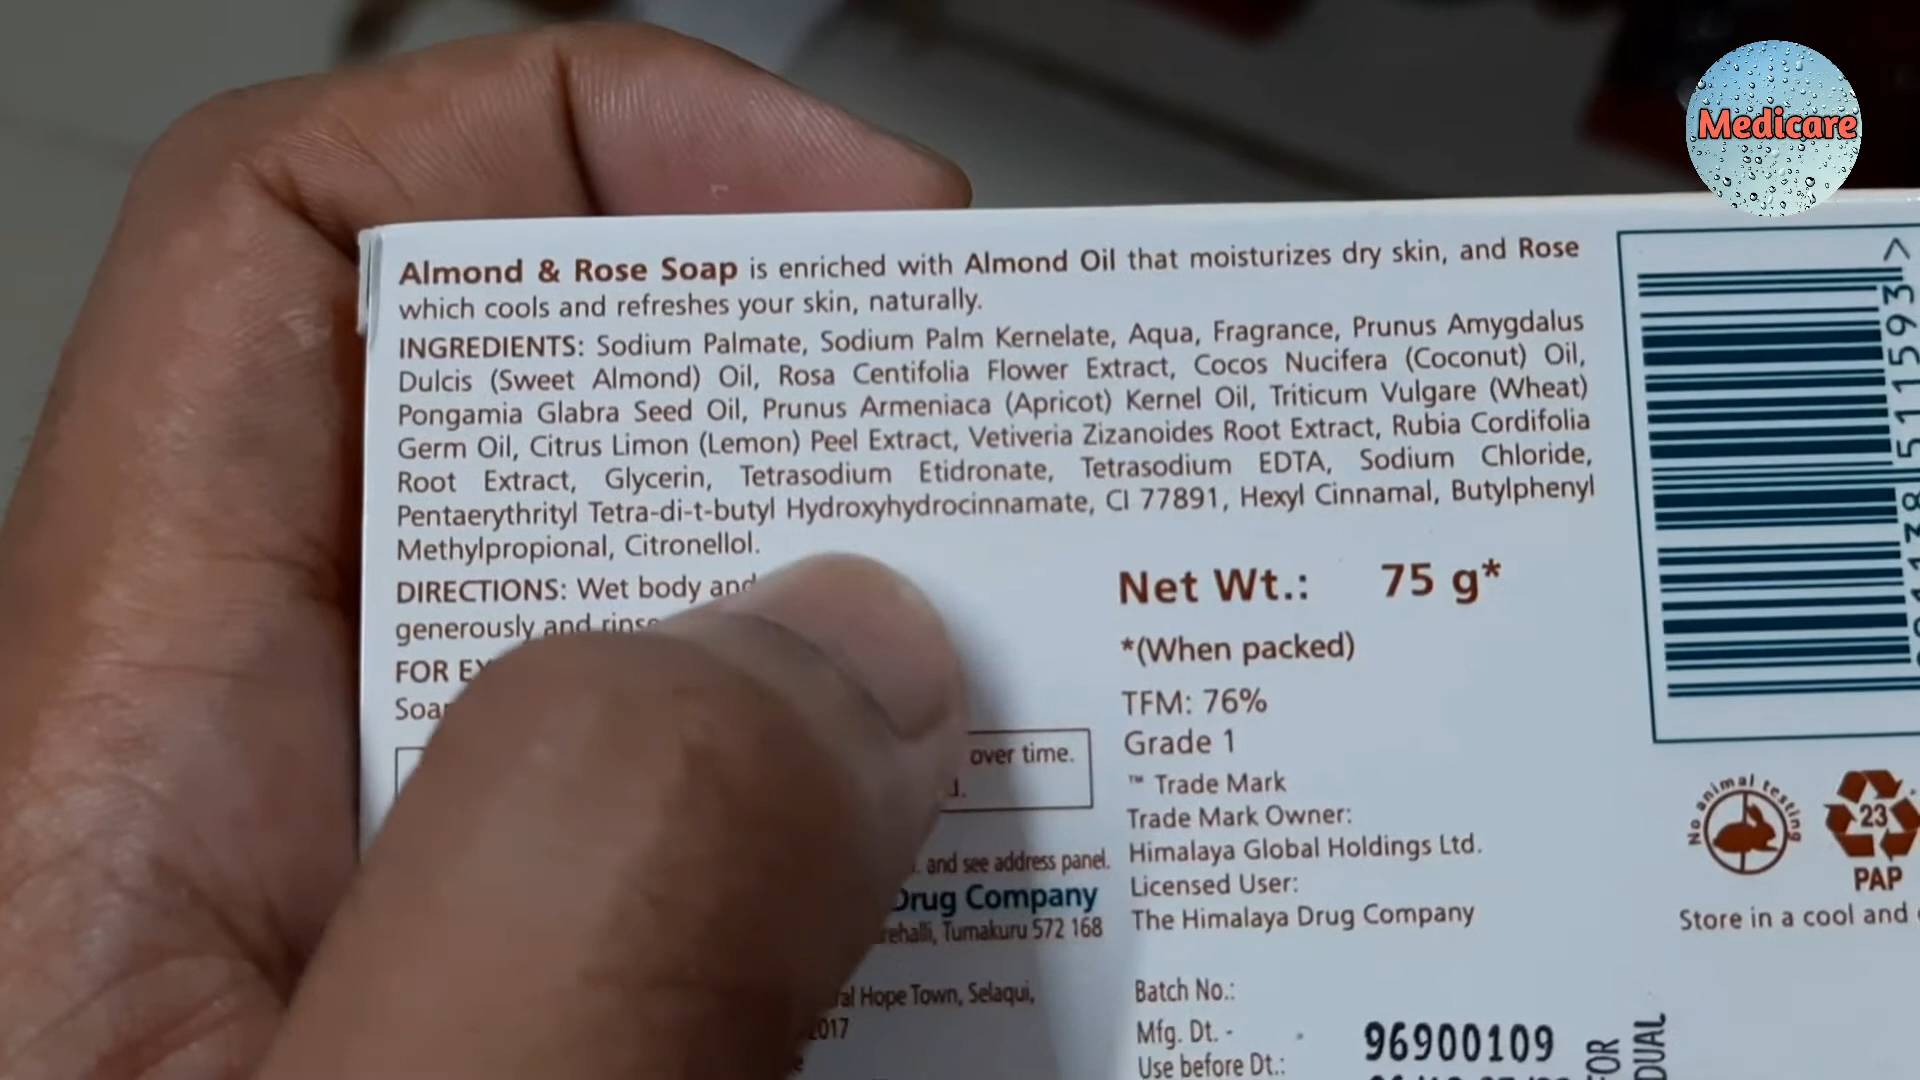 Medicare
Almond & Rose Soap is enriched with Almond Oil that moisturizes dry skin, and Rose
which cools and refreshes your skin, naturally.
INGREDIENTS: Sodium Palmate, Sodium Palm Kernelate, Aqua, Fragrance, Prunus Amygdalus
Dulcis (Sweet Almond) Oil, Rosa Centifolia Flower Extract, Cocos Nucifera (Coconut) Oil,
Pongamia Glabra Seed Oil, Prunus Armeniaca (Apricot) Kernel Oil, Triticum Vulgare (Wheat)
Germ Oil, Citrus Limon (Lemon) Peel Extract, Vetiveria Zizanoides Root Extract, Rubia Cordifolia
Root Extract, Glycerin, Tetrasodium Etidronate, Tetrasodium EDTA, Sodium Chloride,
Pentaerythrityl Tetra-di-t-butyl Hydroxyhydrocinnamate, CI 77891, Hexyl Cinnamal, Butylphenyl
Methylpropional, Citronellol.
DIRECTIONS: Wet body and
generously and rinse
FOR
over time.
and see address panel.
Drug Company
Tumakuru 572 168
Hope Town, Selaqui,
Net Wt.: 75 g*
*(When packed)
TFM: 76%
Grade 1
™ Trade Mark
Trade Mark Owner:
Himalaya Global Holdings Ltd.
Licensed User:
The Himalaya Drug Company
Batch No.:
Mfg. Dt. - 96900109
Use before Dt.:
No animal testing
23
PAP
Store in a cool and